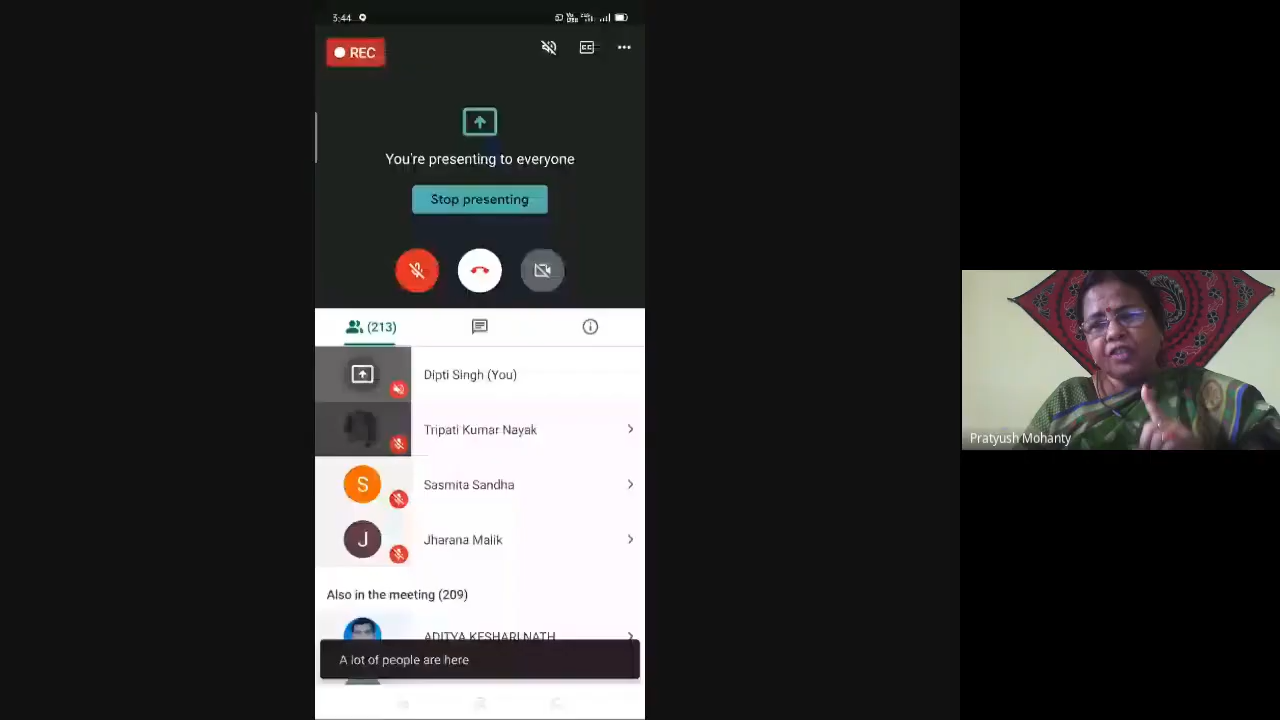 3:44
REC
You're presenting to everyone
Stop presenting
(213)
Dipti Singh (You)
Tripati Kumar Nayak
S
Sasmita Sandha
J
Jharana Malik
Also in the meeting (209)
ADITYA KESHARI NATH
A lot of people are here
Pratyush Mohanty